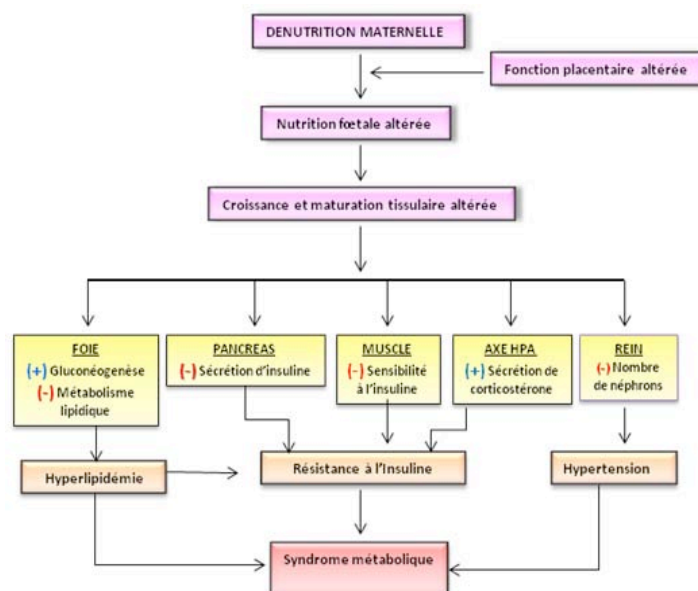 DENUTRITION MATERNELLE
Fonction placentaire altérée
Nutrition fœtale altérée
Croissance et maturation tissulaire altérée
FOIE
(+) Gluconéogenèse
(-) Métabolisme
lipidique
PANCREAS
(-) Sécrétion d'insuline
MUSCLE
(-) Sensibilité
à l'insuline
AXE HPA
(+) Sécrétion de
corticostérone
REIN
(-) Nombre
de néphrons
Hyperlipidémie
Résistance à l'Insuline
Hypertension
Syndrome métabolique